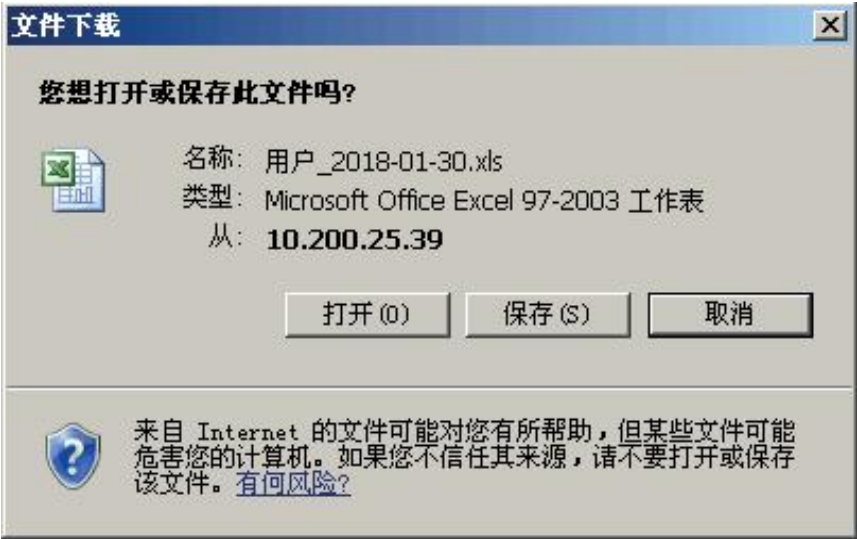 文件下载
您想打开或保存此文件吗?
名称: 用户_2018-01-30.xls
类型: Microsoft Office Excel 97-2003 工作表
从: 10.200.25.39
打开(O) 保存(S) 取消
来自 Internet 的文件可能对您有所帮助，但某些文件可能
危害您的计算机。如果您不信任其来源，请不要打开或保存
该文件。有何风险?